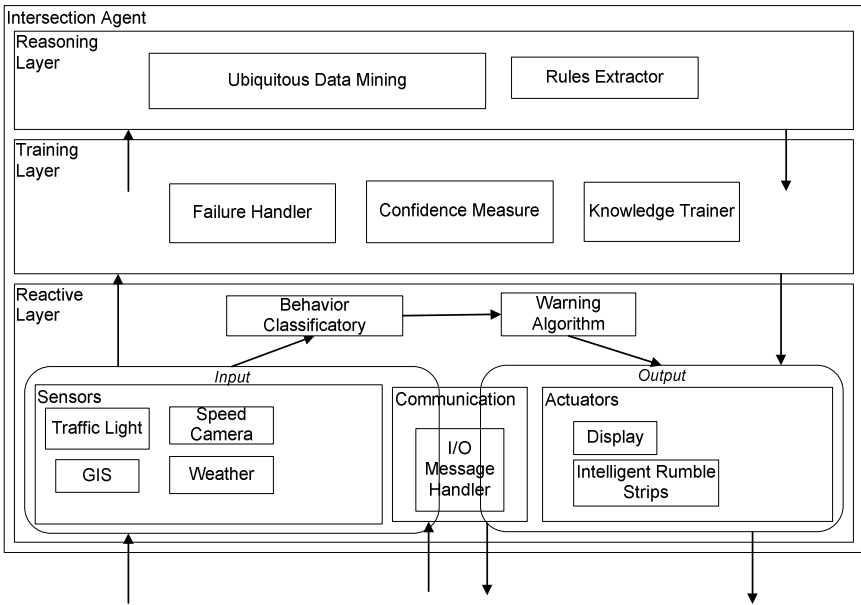 Intersection Agent
Reasoning
Layer
Ubiquitous Data Mining
Rules Extractor
Training
Layer
Failure Handler
Confidence Measure
Knowledge Trainer
Reactive
Layer
Behavior
Classificatory
Warning
Algorithm
Input
Output
Sensors
Traffic Light
Speed
Camera
GIS
Weather
Communication
I/O
Message
Handler
Actuators
Display
Intelligent Rumble
Strips